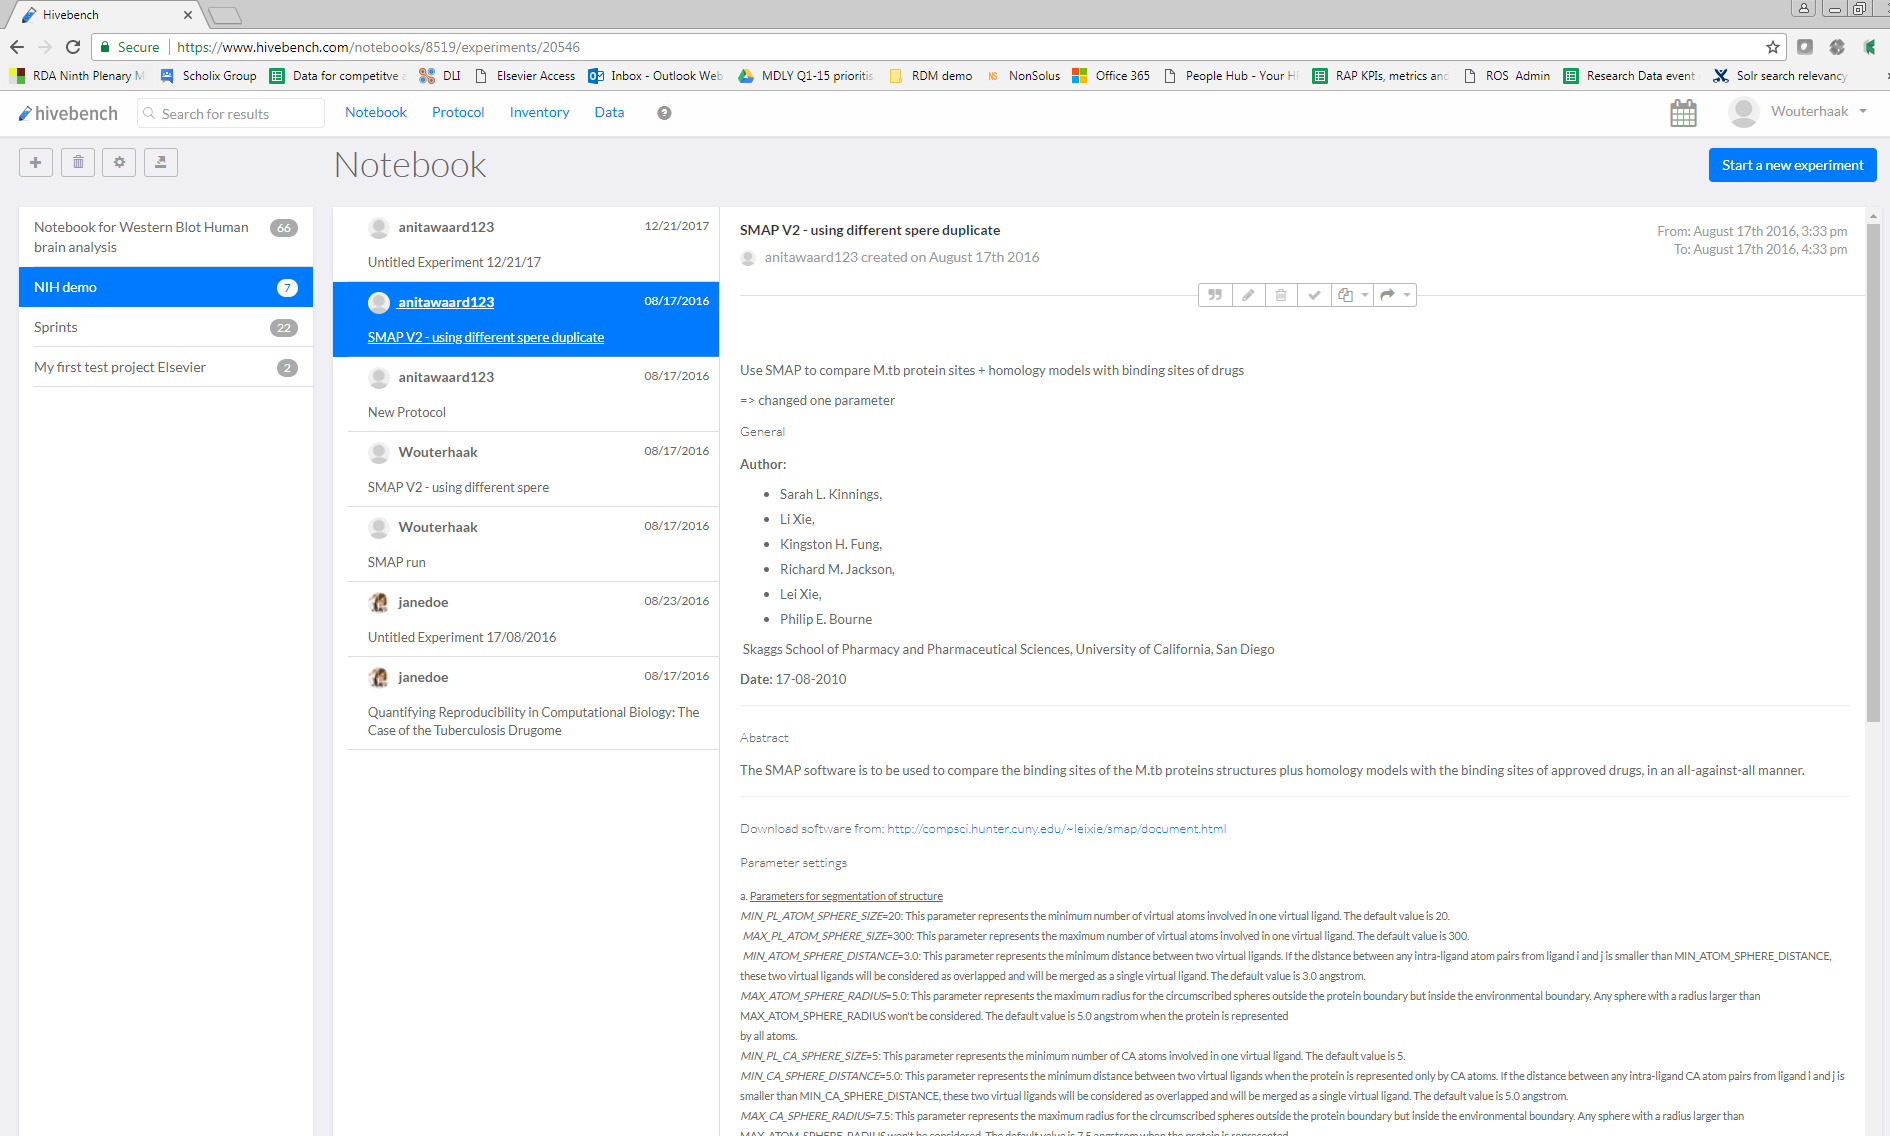 Hivebench
Secure https://www.hivebench.com/notebooks/8519/experiments/20546
RDA Ninth Plenary M Scholix Group Data for competitve a DLI Elsevier Access Inbox - Outlook Web MDLY Q1-15 prioritis RDM demo NS NonSolus Office 365 People Hub - Your H RAP KPIs, metrics and ROS Admin Research Data event Solr search relevancy
hivebench Search for results Notebook Protocol Inventory Data ? Wouterhaak
Notebook
Start a new experiment
Notebook for Western Blot Human 66
brain analysis
NIH demo 7
Sprints 22
My first test project Elsevier 2
anitawaard123 12/21/2017
Untitled Experiment 12/21/17
anitawaard123 08/17/2016
SMAP V2 - using different spere duplicate
anitawaard123 08/17/2016
New Protocol
Wouterhaak 08/17/2016
SMAP V2 - using different spere
Wouterhaak 08/17/2016
SMAP run
janedoe 08/23/2016
Untitled Experiment 17/08/2016
janedoe 08/17/2016
Quantifying Reproducibility in Computational Biology: The
Case of the Tuberculosis Drugome
SMAP V2 - using different spere duplicate
From: August 17th 2016, 3:33 pm
To: August 17th 2016, 4:33 pm
anitawaard123 created on August 17th 2016
Use SMAP to compare M.tb protein sites + homology models with binding sites of drugs
=> changed one parameter
General
Author:
• Sarah L. Kinnings,
• Li Xie,
• Kingston H. Fung,
• Richard M. Jackson,
• Lei Xie,
• Philip E. Bourne
Skaggs School of Pharmacy and Pharmaceutical Sciences, University of California, San Diego
Date: 17-08-2010
Abstract
The SMAP software is to be used to compare the binding sites of the M.tb proteins structures plus homology models with the binding sites of approved drugs, in an all-against-all manner.
Download software from: http://compsci.hunter.cuny.edu/~leixie/smap/document.html
Parameter settings
a. Parameters for segmentation of structure
MIN_PL_ATOM_SPHERE_SIZE=20: This parameter represents the minimum number of virtual atoms involved in one virtual ligand. The default value is 20.
MAX_PL_ATOM_SPHERE_SIZE=300: This parameter represents the maximum number of virtual atoms involved in one virtual ligand. The default value is 300.
MIN_ATOM_SPHERE_DISTANCE=3.0: This parameter represents the minimum distance between two virtual ligands. If the distance between any intra-ligand atom pairs from ligand i and j is smaller than MIN_ATOM_SPHERE_DISTANCE,
these two virtual ligands will be considered as overlapped and will be merged as a single virtual ligand. The default value is 3.0 angstrom.
MAX_ATOM_SPHERE_RADIUS=5.0: This parameter represents the maximum radius for the circumscribed spheres outside the protein boundary but inside the environmental boundary. Any sphere with a radius larger than
MAX_ATOM_SPHERE_RADIUS won't be considered. The default value is 5.0 angstrom when the protein is represented
by all atoms.
MIN_PL_CA_SPHERE_SIZE=5: This parameter represents the minimum number of CA atoms involved in one virtual ligand. The default value is 5.
MIN_CA_SPHERE_DISTANCE=5.0: This parameter represents the minimum distance between two virtual ligands when the protein is represented only by CA atoms. If the distance between any intra-ligand CA atom pairs from ligand i and j is
smaller than MIN_CA_SPHERE_DISTANCE, these two virtual ligands will be considered as overlapped and will be merged as a single virtual ligand. The default value is 5.0 angstrom.
MAX_CA_SPHERE_RADIUS=7.5: This parameter represents the maximum radius for the circumscribed spheres outside the protein boundary but inside the environmental boundary. Any sphere with a radius larger than
MAX_ATOM_SPHERE_RADIUS won't be considered. The default value is 7.5 angstrom when the protein is represented